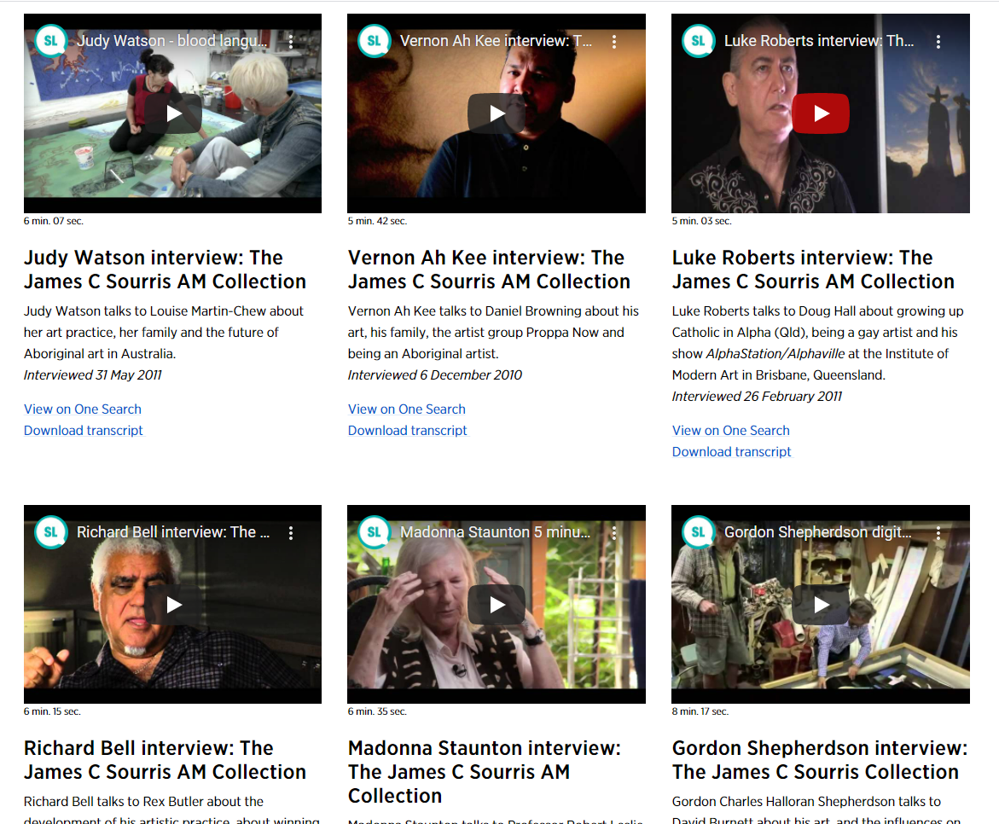 SL Judy Watson - blood langu...
SL Vernon Ah Kee interview: T...
SL Luke Roberts interview: Th...
6 min. 07 sec.
5 min. 42 sec.
5 min. 03 sec.
Judy Watson interview: The
James C Sourris AM Collection
Judy Watson talks to Louise Martin-Chew about
her art practice, her family and the future of
Aboriginal art in Australia.
Interviewed 31 May 2011
View on One Search
Download transcript
Vernon Ah Kee interview: The
James C Sourris AM Collection
Vernon Ah Kee talks to Daniel Browning about his
art, his family, the artist group Proppa Now and
being an Aboriginal artist.
Interviewed 6 December 2010
View on One Search
Download transcript
Luke Roberts interview: The
James C Sourris AM Collection
Luke Roberts talks to Doug Hall about growing up
Catholic in Alpha (Qld), being a gay artist and his
show AlphaStation/Alphaville at the Institute of
Modern Art in Brisbane, Queensland.
Interviewed 26 February 2011
View on One Search
Download transcript
SL Richard Bell interview: The ...
SL Madonna Staunton 5 minu...
SL Gordon Shepherdson digit...
6 min. 15 sec.
6 min. 35 sec.
8 min. 17 sec.
Richard Bell interview: The
James C Sourris AM Collection
Richard Bell talks to Rex Butler about the
development of his artistic practice, about winning
Madonna Staunton interview:
The James C Sourris AM
Collection
Madonna Staunton talks to Professor Robert Leslie
Gordon Shepherdson interview:
The James C Sourris Collection
Gordon Charles Halloran Shepherdson talks to
David Burnett about his art, and the influences on